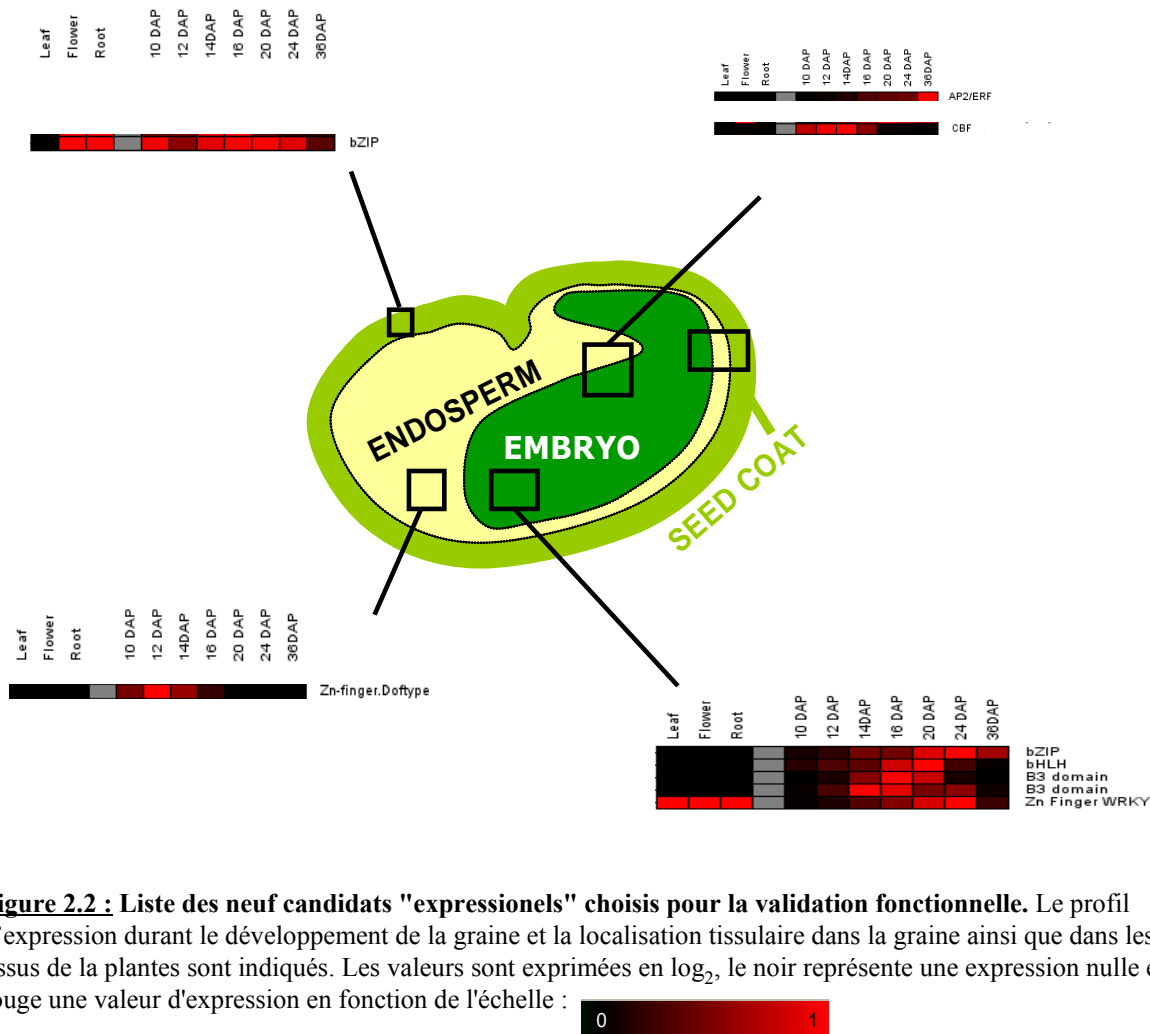 Leaf Flower Root 10 DAP 12 DAP 14DAP 16 DAP 20 DAP 24 DAP 36DAP
bZIP
Leaf Flower Root 10 DAP 12 DAP 14DAP 16 DAP 20 DAP 24 DAP 36DAP
AP2/ERF
CBF
ENDOSPERM
EMBRYO
SEED COAT
Leaf Flower Root 10 DAP 12 DAP 14DAP 16 DAP 20 DAP 24 DAP 36DAP
Zn-finger.Doftype
Leaf Flower Root 10 DAP 12 DAP 14DAP 16 DAP 20 DAP 24 DAP 36DAP
bZIP
bHLH
B3 domain
B3 domain
Zn Finger WRKY
igure 2.2 : Liste des neuf candidats "expressionels" choisis pour la validation fonctionnelle. Le profil
'expression durant le développement de la graine et la localisation tissulaire dans la graine ainsi que dans les
ssus de la plantes sont indiqués. Les valeurs sont exprimées en log2, le noir représente une expression nulle e
ouge une valeur d'expression en fonction de l'échelle :
0 1